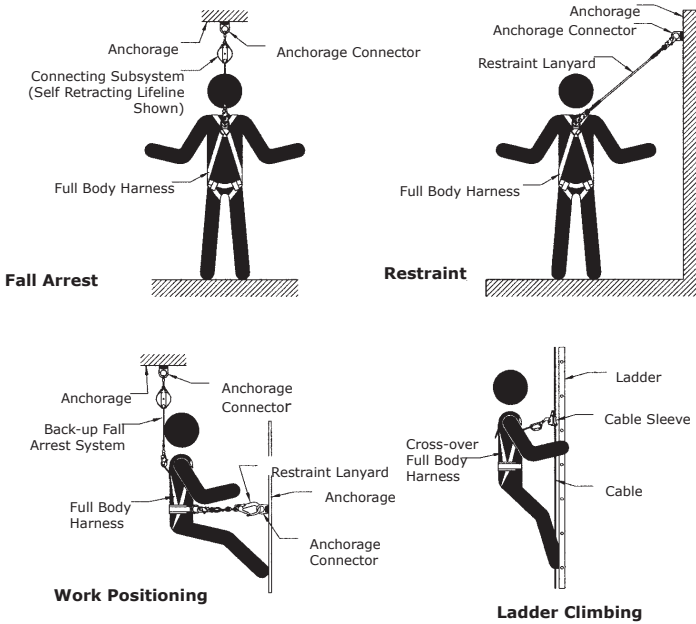 Anchorage
Anchorage Connector
Connecting Subsystem
(Self Retracting Lifeline
Shown)
Full Body Harness
Fall Arrest
Anchorage
Anchorage Connector
Restraint Lanyard
Full Body Harness
Restraint
Anchorage
Anchorage
Connector
Back-up Fall
Arrest System
Restraint Lanyard
Anchorage
Full Body
Harness
Anchorage
Connector
Work Positioning
Ladder
Cable Sleeve
Cross-over
Full Body
Harness
Cable
Ladder Climbing